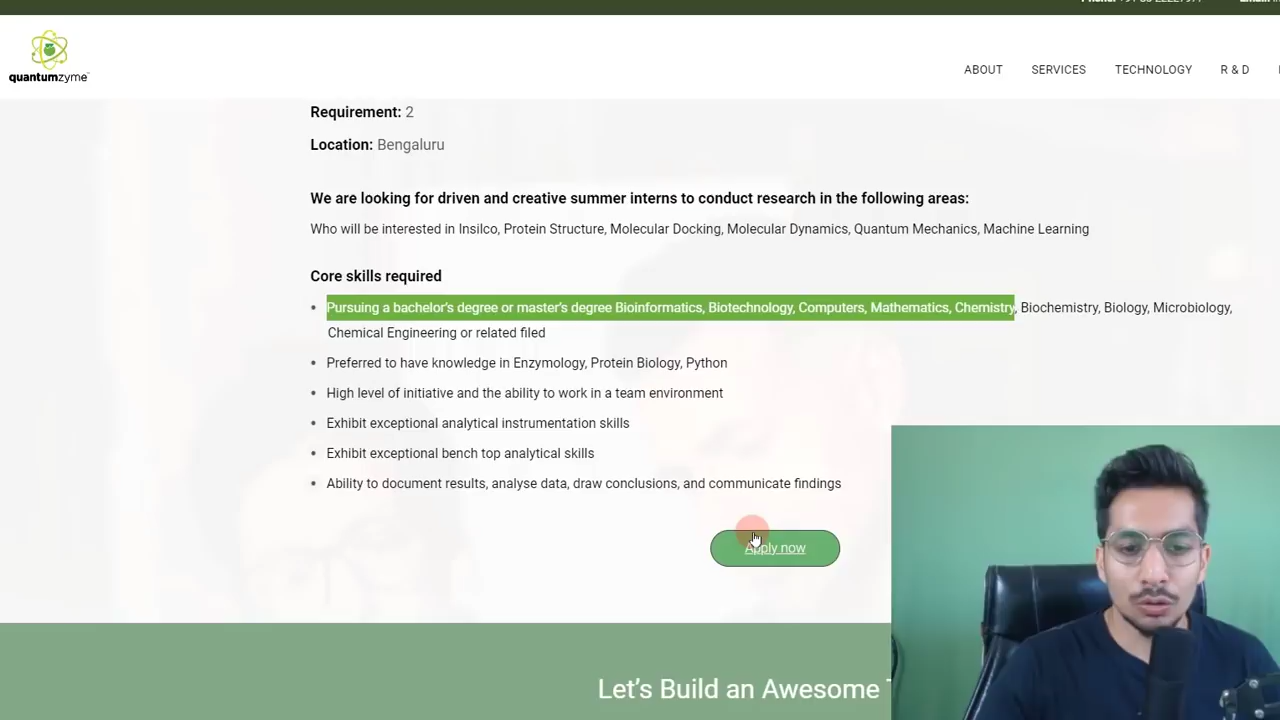 quantumzyme
ABOUT SERVICES TECHNOLOGY R & D
Requirement: 2
Location: Bengaluru
We are looking for driven and creative summer interns to conduct research in the following areas:
Who will be interested in Insilco, Protein Structure, Molecular Docking, Molecular Dynamics, Quantum Mechanics, Machine Learning
Core skills required
• Pursuing a bachelor's degree or master's degree Bioinformatics, Biotechnology, Computers, Mathematics, Chemistry, Biochemistry, Biology, Microbiology,
Chemical Engineering or related filed
• Preferred to have knowledge in Enzymology, Protein Biology, Python
• High level of initiative and the ability to work in a team environment
• Exhibit exceptional analytical instrumentation skills
• Exhibit exceptional bench top analytical skills
• Ability to document results, analyse data, draw conclusions, and communicate findings
Apply now
Let's Build an Awesome